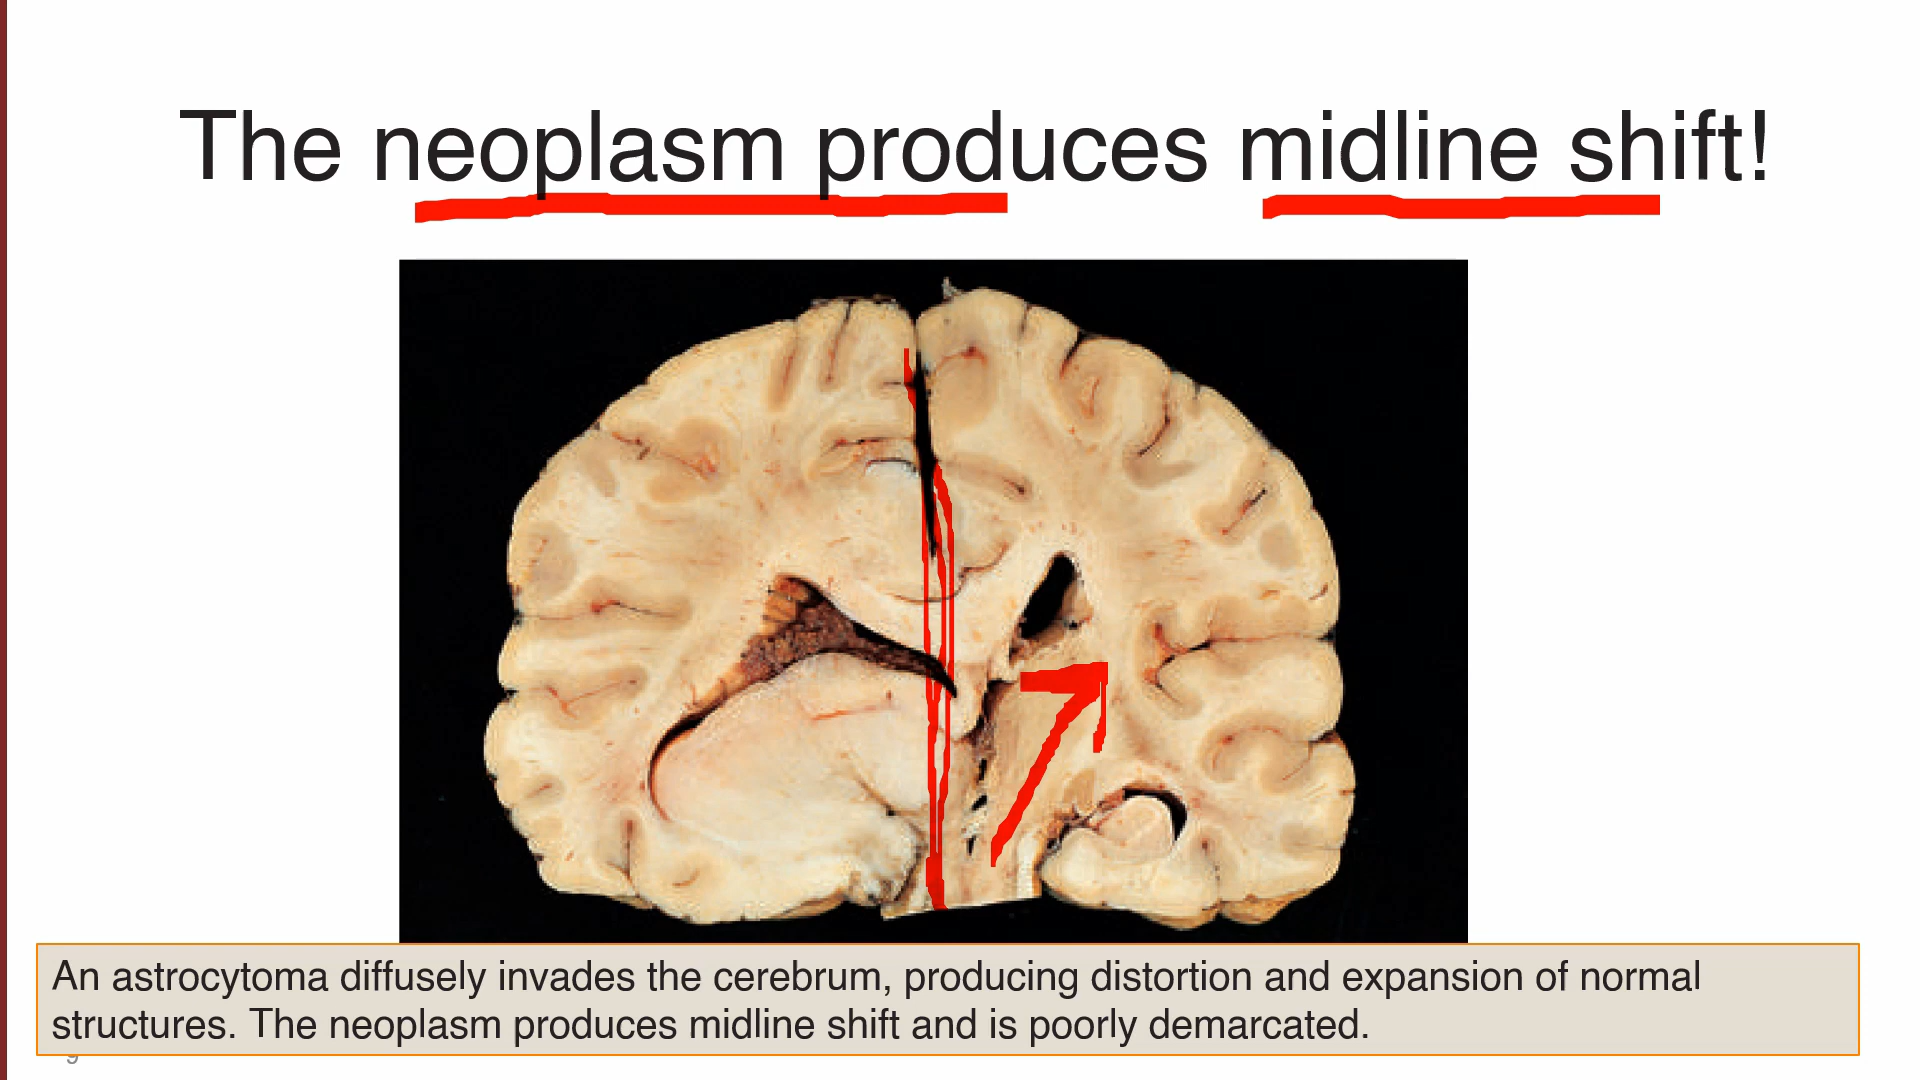 The neoplasm produces midline shift!
An astrocytoma diffusely invades the cerebrum, producing distortion and expansion of normal
structures. The neoplasm produces midline shift and is poorly demarcated.